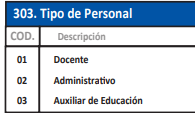 303. Tipo de Personal
COD. Descripción
01 Docente
02 Administrativo
03 Auxiliar de Educación